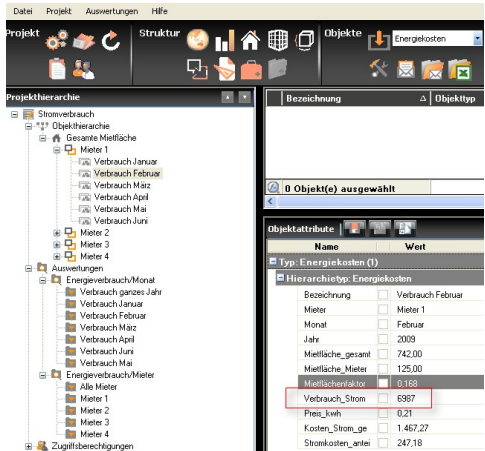 Datei Projekt Auswertungen Hilfe
Projekt
Struktur
Objekte
Energiekosten
Projekthierarchie
Stromverbrauch
Objekthierarchie
Gesamte Mietfläche
Mieter 1
Verbrauch Januar
Verbrauch Februar
Verbrauch März
Verbrauch April
Verbrauch Mai
Verbrauch Juni
Mieter 2
Mieter 3
Mieter 4
Auswertungen
Energieverbrauch/Monat
Verbrauch ganzes Jahr
Verbrauch Januar
Verbrauch Februar
Verbrauch März
Verbrauch April
Verbrauch Juni
Verbrauch Mai
Energieverbrauch/Mieter
Alle Mieter
Mieter 1
Mieter 2
Mieter 3
Mieter 4
Zugriffsberechtigungen
Bezeichnung Objekttyp
0 Objekt(e) ausgewählt
Objektattribute
Name Wert
Typ: Energiekosten (1)
Hierarchietyp: Energiekosten
Bezeichnung Verbrauch Februar
Mieter Mieter 1
Monat Februar
Jahr 2009
Mietfläche_gesamt 742,00
Mietfläche_Mieter 125,00
Mietflächenfaktor 0,168
Verbrauch_Strom 6987
Preis_kwh 0,21
Kosten_Strom_ge 1.467,27
Stromkosten_antei 247,18